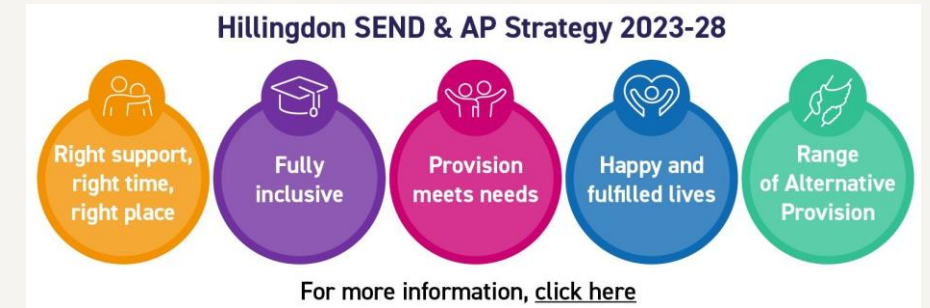 Hillingdon SEND & AP Strategy 2023-28
Right support,
right time,
right place
Fully
inclusive
Provision
meets needs
Happy and
fulfilled lives
Range
of Alternative
Provision
For more information, click here